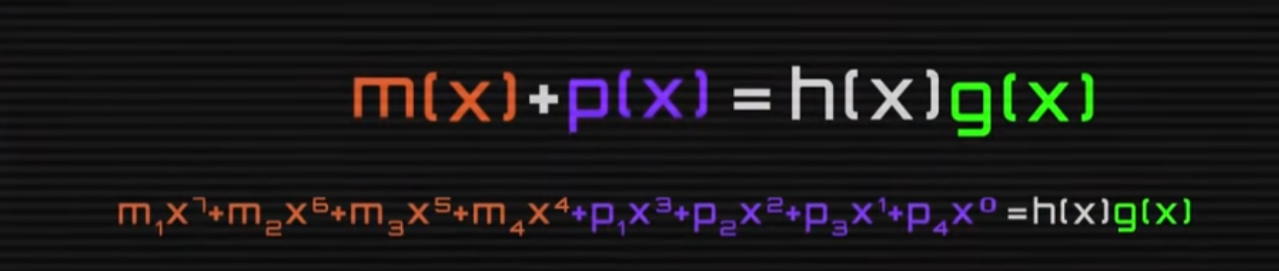 m(x)+p(x)=h(x)g(x)
m₁x⁷+m₂x⁶+m₃x⁵+m₄x⁴+p₁x³+p₂x²+p₃x¹+p₄x⁰=h(x)g(x)